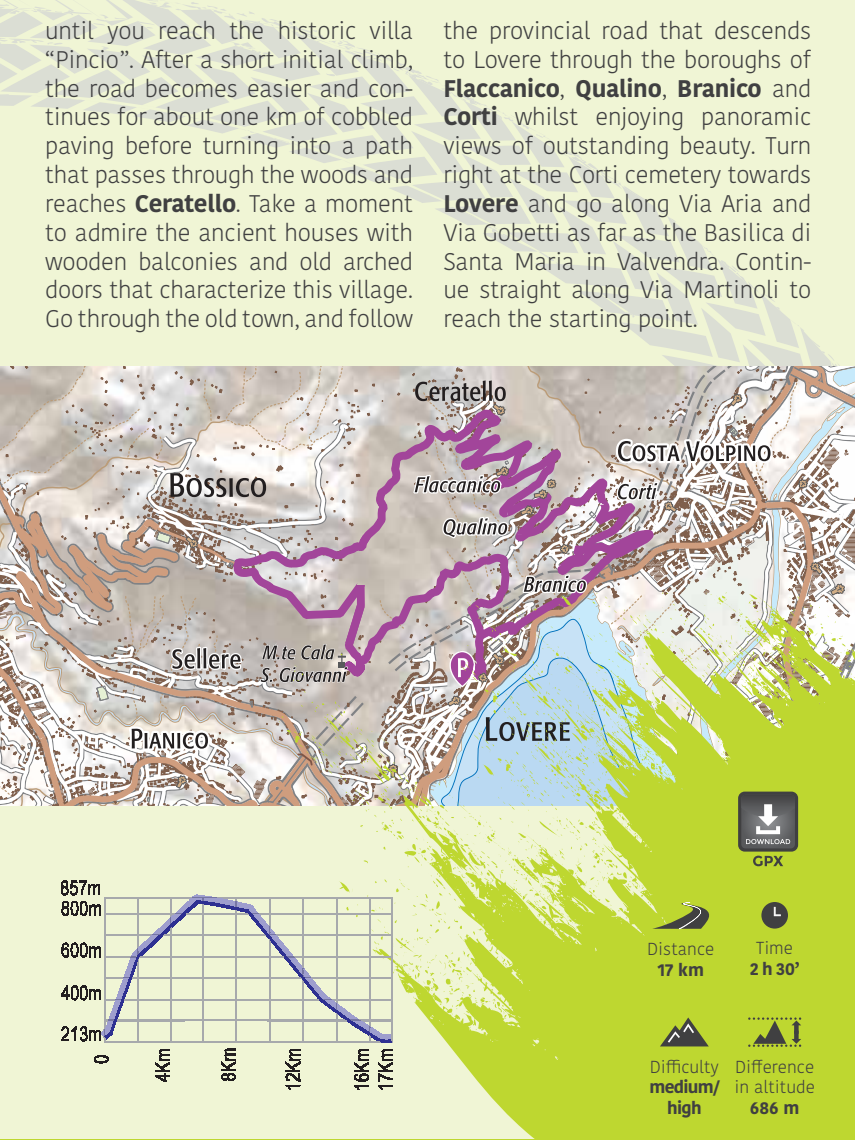 until you reach the historic villa
“Pincio”. After a short initial climb,
the road becomes easier and con-
tinues for about one km of cobbled
paving before turning into a path
that passes through the woods and
reaches Ceratello. Take a moment
to admire the ancient houses with
wooden balconies and old arched
doors that characterize this village.
Go through the old town, and follow
the provincial road that descends
to Lovere through the boroughs of
Flaccanico, Qualino, Branico and
Corti whilst enjoying panoramic
views of outstanding beauty. Turn
right at the Corti cemetery towards
Lovere and go along Via Aria and
Via Gobetti as far as the Basilica di
Santa Maria in Valvendra. Contin-
ue straight along Via Martinoli to
reach the starting point.
Ceratello
COSTA VOLPINO
BOSSICO
Flaccanico
Corti
Qualino
Branico
Sellere
M.te Cala
S. Giovanni
P
LOVERE
PIANICO
DOWNLOAD
GPX
857m
800m
600m
400m
213m
0
4Km
8Km
12Km
16Km
17Km
Distance
17 km
Time
2 h 30’
Difficulty
medium/
high
Difference
in altitude
686 m